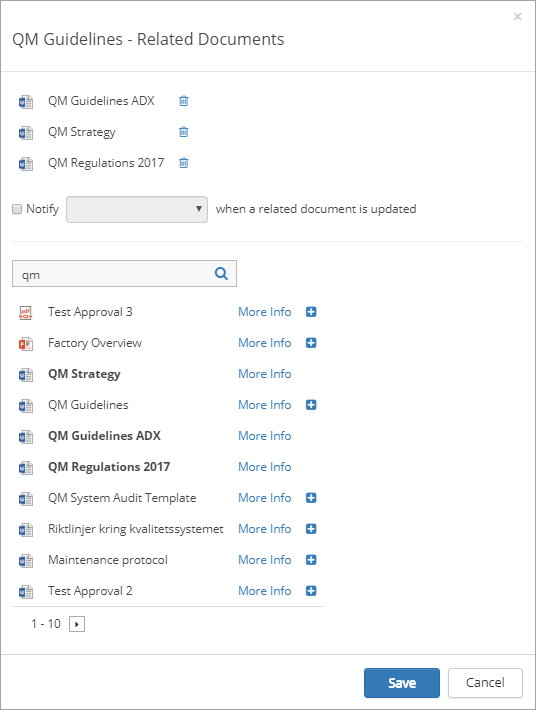 ×
QM Guidelines - Related Documents
QM Guidelines ADX
QM Strategy
QM Regulations 2017
Notify when a related document is updated
qm
Test Approval 3 More Info
Factory Overview More Info
QM Strategy More Info
QM Guidelines More Info
QM Guidelines ADX More Info
QM Regulations 2017 More Info
QM System Audit Template More Info
Riktlinjer kring kvalitetssystemet More Info
Maintenance protocol More Info
Test Approval 2 More Info
1 - 10
Save Cancel